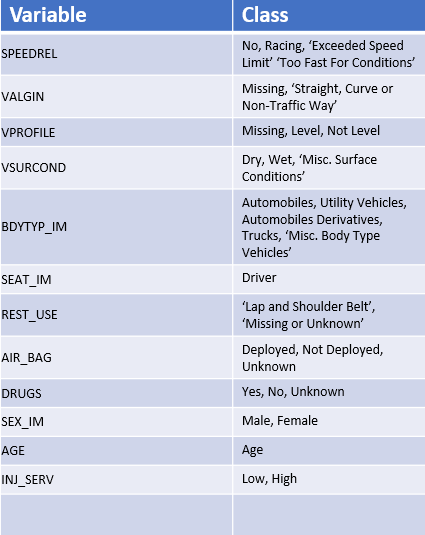 Variable Class
SPEEDREL No, Racing, ‘Exceeded Speed
Limit’ ‘Too Fast For Conditions’
VALGIN Missing, ‘Straight, Curve or
Non-Traffic Way’
VPROFILE Missing, Level, Not Level
VSURCOND Dry, Wet, ‘Misc. Surface
Conditions’
BDYTYP_IM Automobiles, Utility Vehicles,
Automobiles Derivatives,
Trucks, ‘Misc. Body Type
Vehicles’
SEAT_IM Driver
REST_USE ‘Lap and Shoulder Belt’,
‘Missing or Unknown’
AIR_BAG Deployed, Not Deployed,
Unknown
DRUGS Yes, No, Unknown
SEX_IM Male, Female
AGE Age
INJ_SERV Low, High